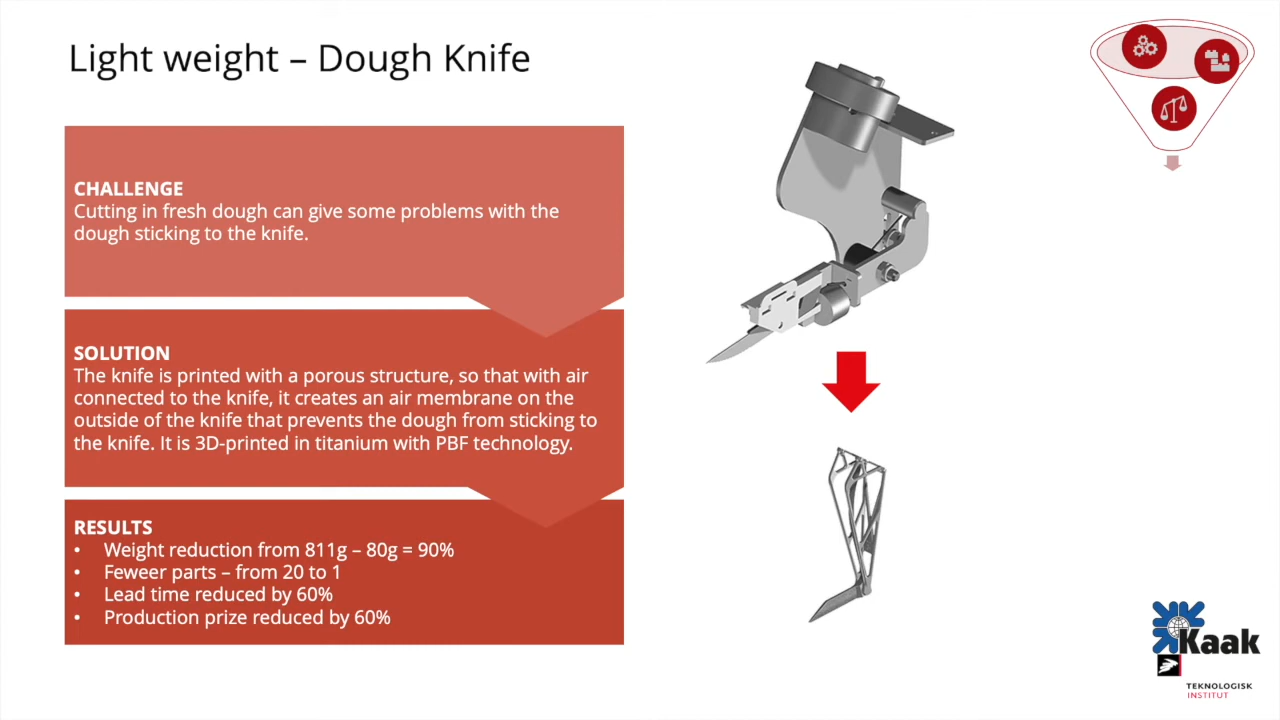 Light weight – Dough Knife
CHALLENGE
Cutting in fresh dough can give some problems with the
dough sticking to the knife.
SOLUTION
The knife is printed with a porous structure, so that with air
connected to the knife, it creates an air membrane on the
outside of the knife that prevents the dough from sticking to
the knife. It is 3D-printed in titanium with PBF technology.
RESULTS
• Weight reduction from 811g – 80g = 90%
• Feweer parts – from 20 to 1
• Lead time reduced by 60%
• Production prize reduced by 60%
Kaak
TEKNOLOGISK
INSTITUT